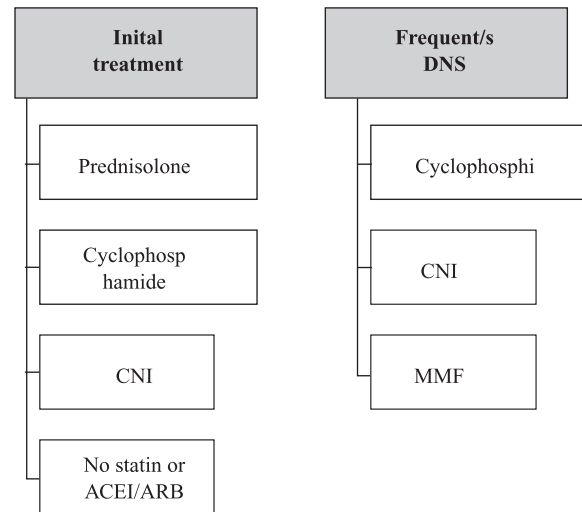 Inital
treatment
Prednisolone
Cyclophosp
hamide
CNI
No statin or
ACEI/ARB
Frequent/s
DNS
Cyclophosphi
CNI
MMF